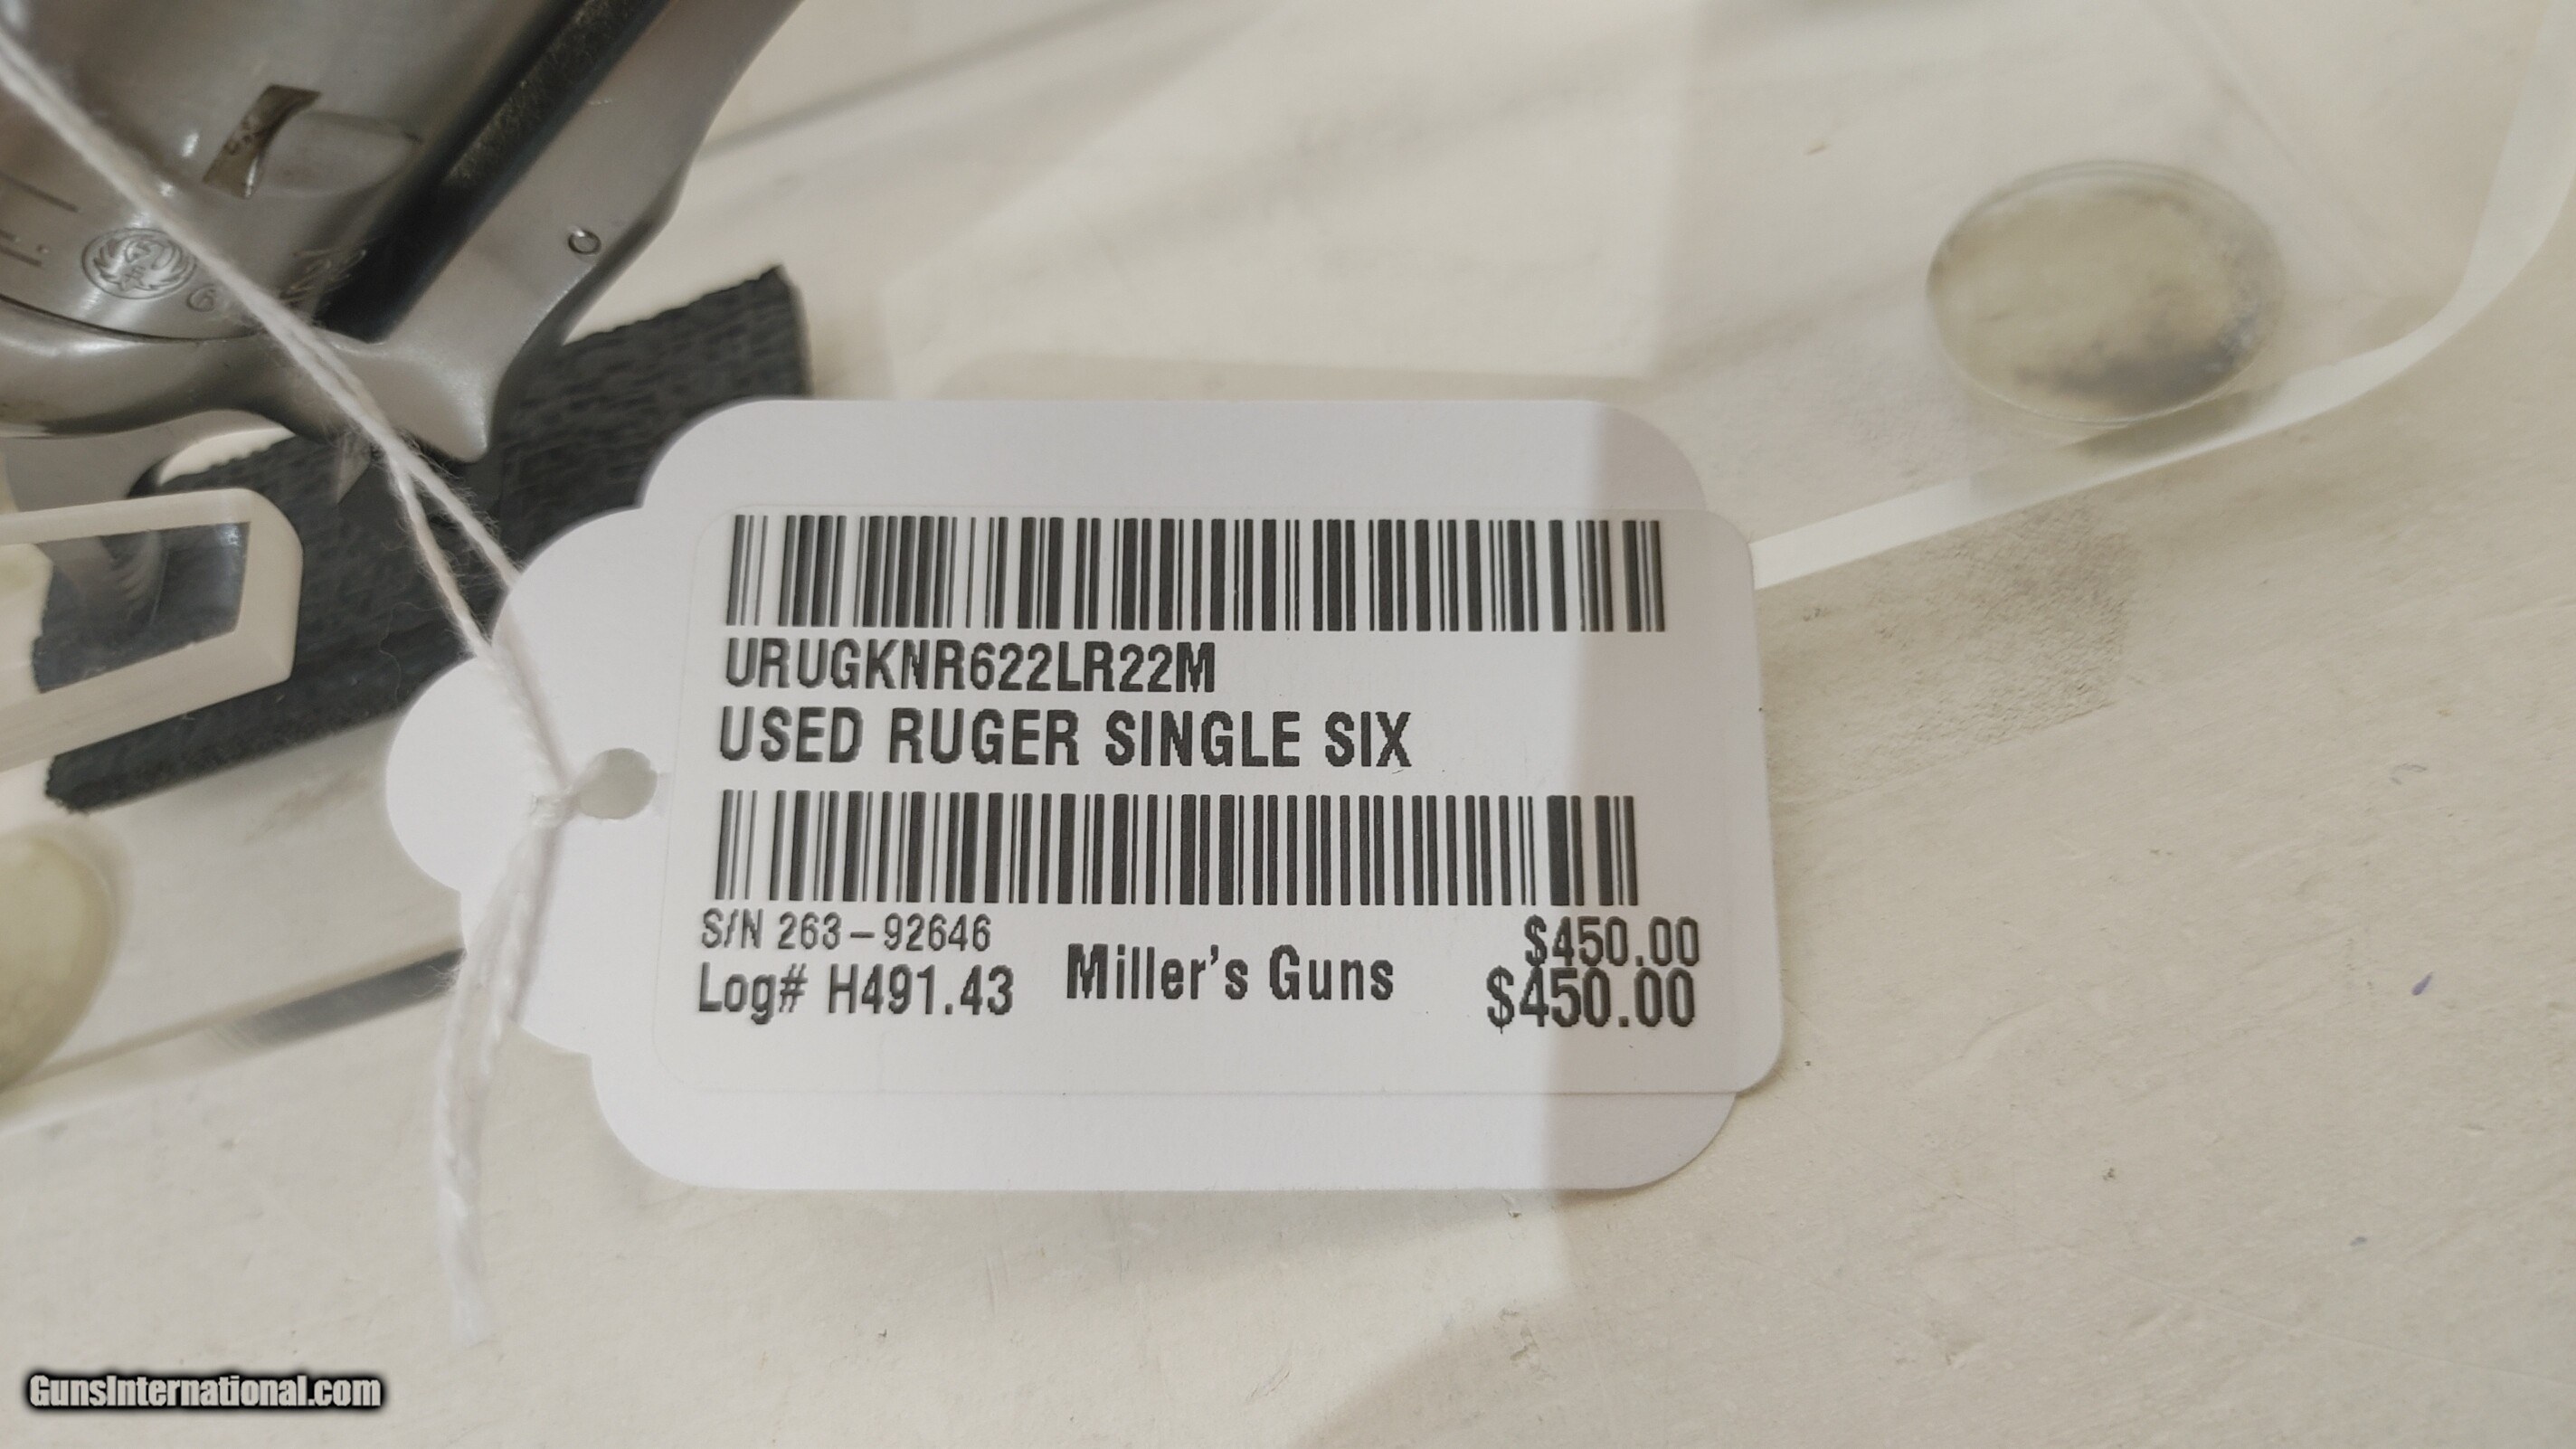 URUGKNR622LR22M
USED RUGER SINGLE SIX
S/N 263-92646
$450.00
Log# H491.43
Miller's Guns
$450.00
GunsInternational.com